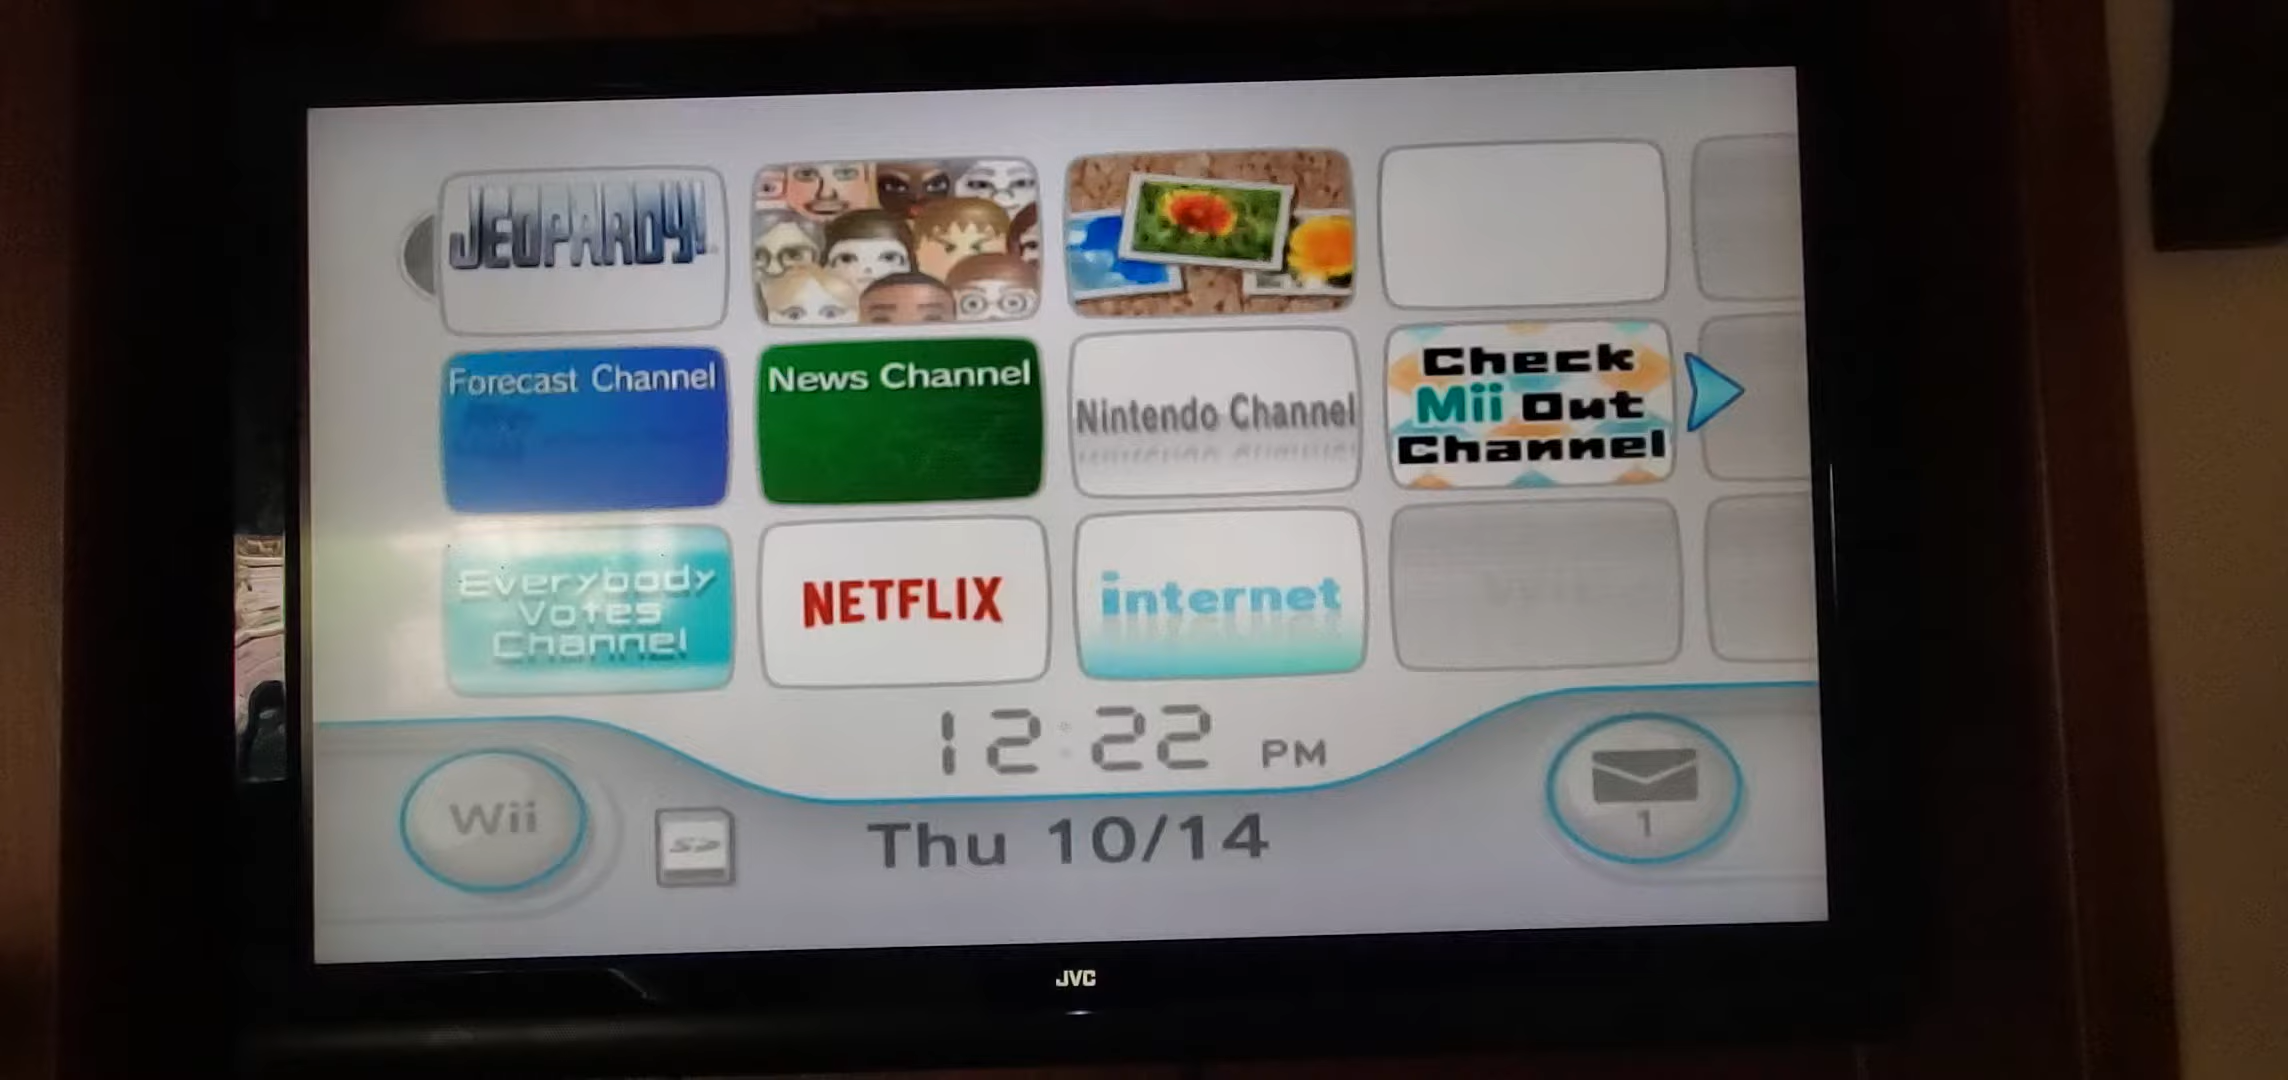 JEOPARDY!
Forecast Channel
News Channel
Nintendo Channel
Check
Mii Out
Channel
Everybody
Votes
Channel
NETFLIX
internet
12:22 PM
Wii
SD
Thu 10/14
1
JVC